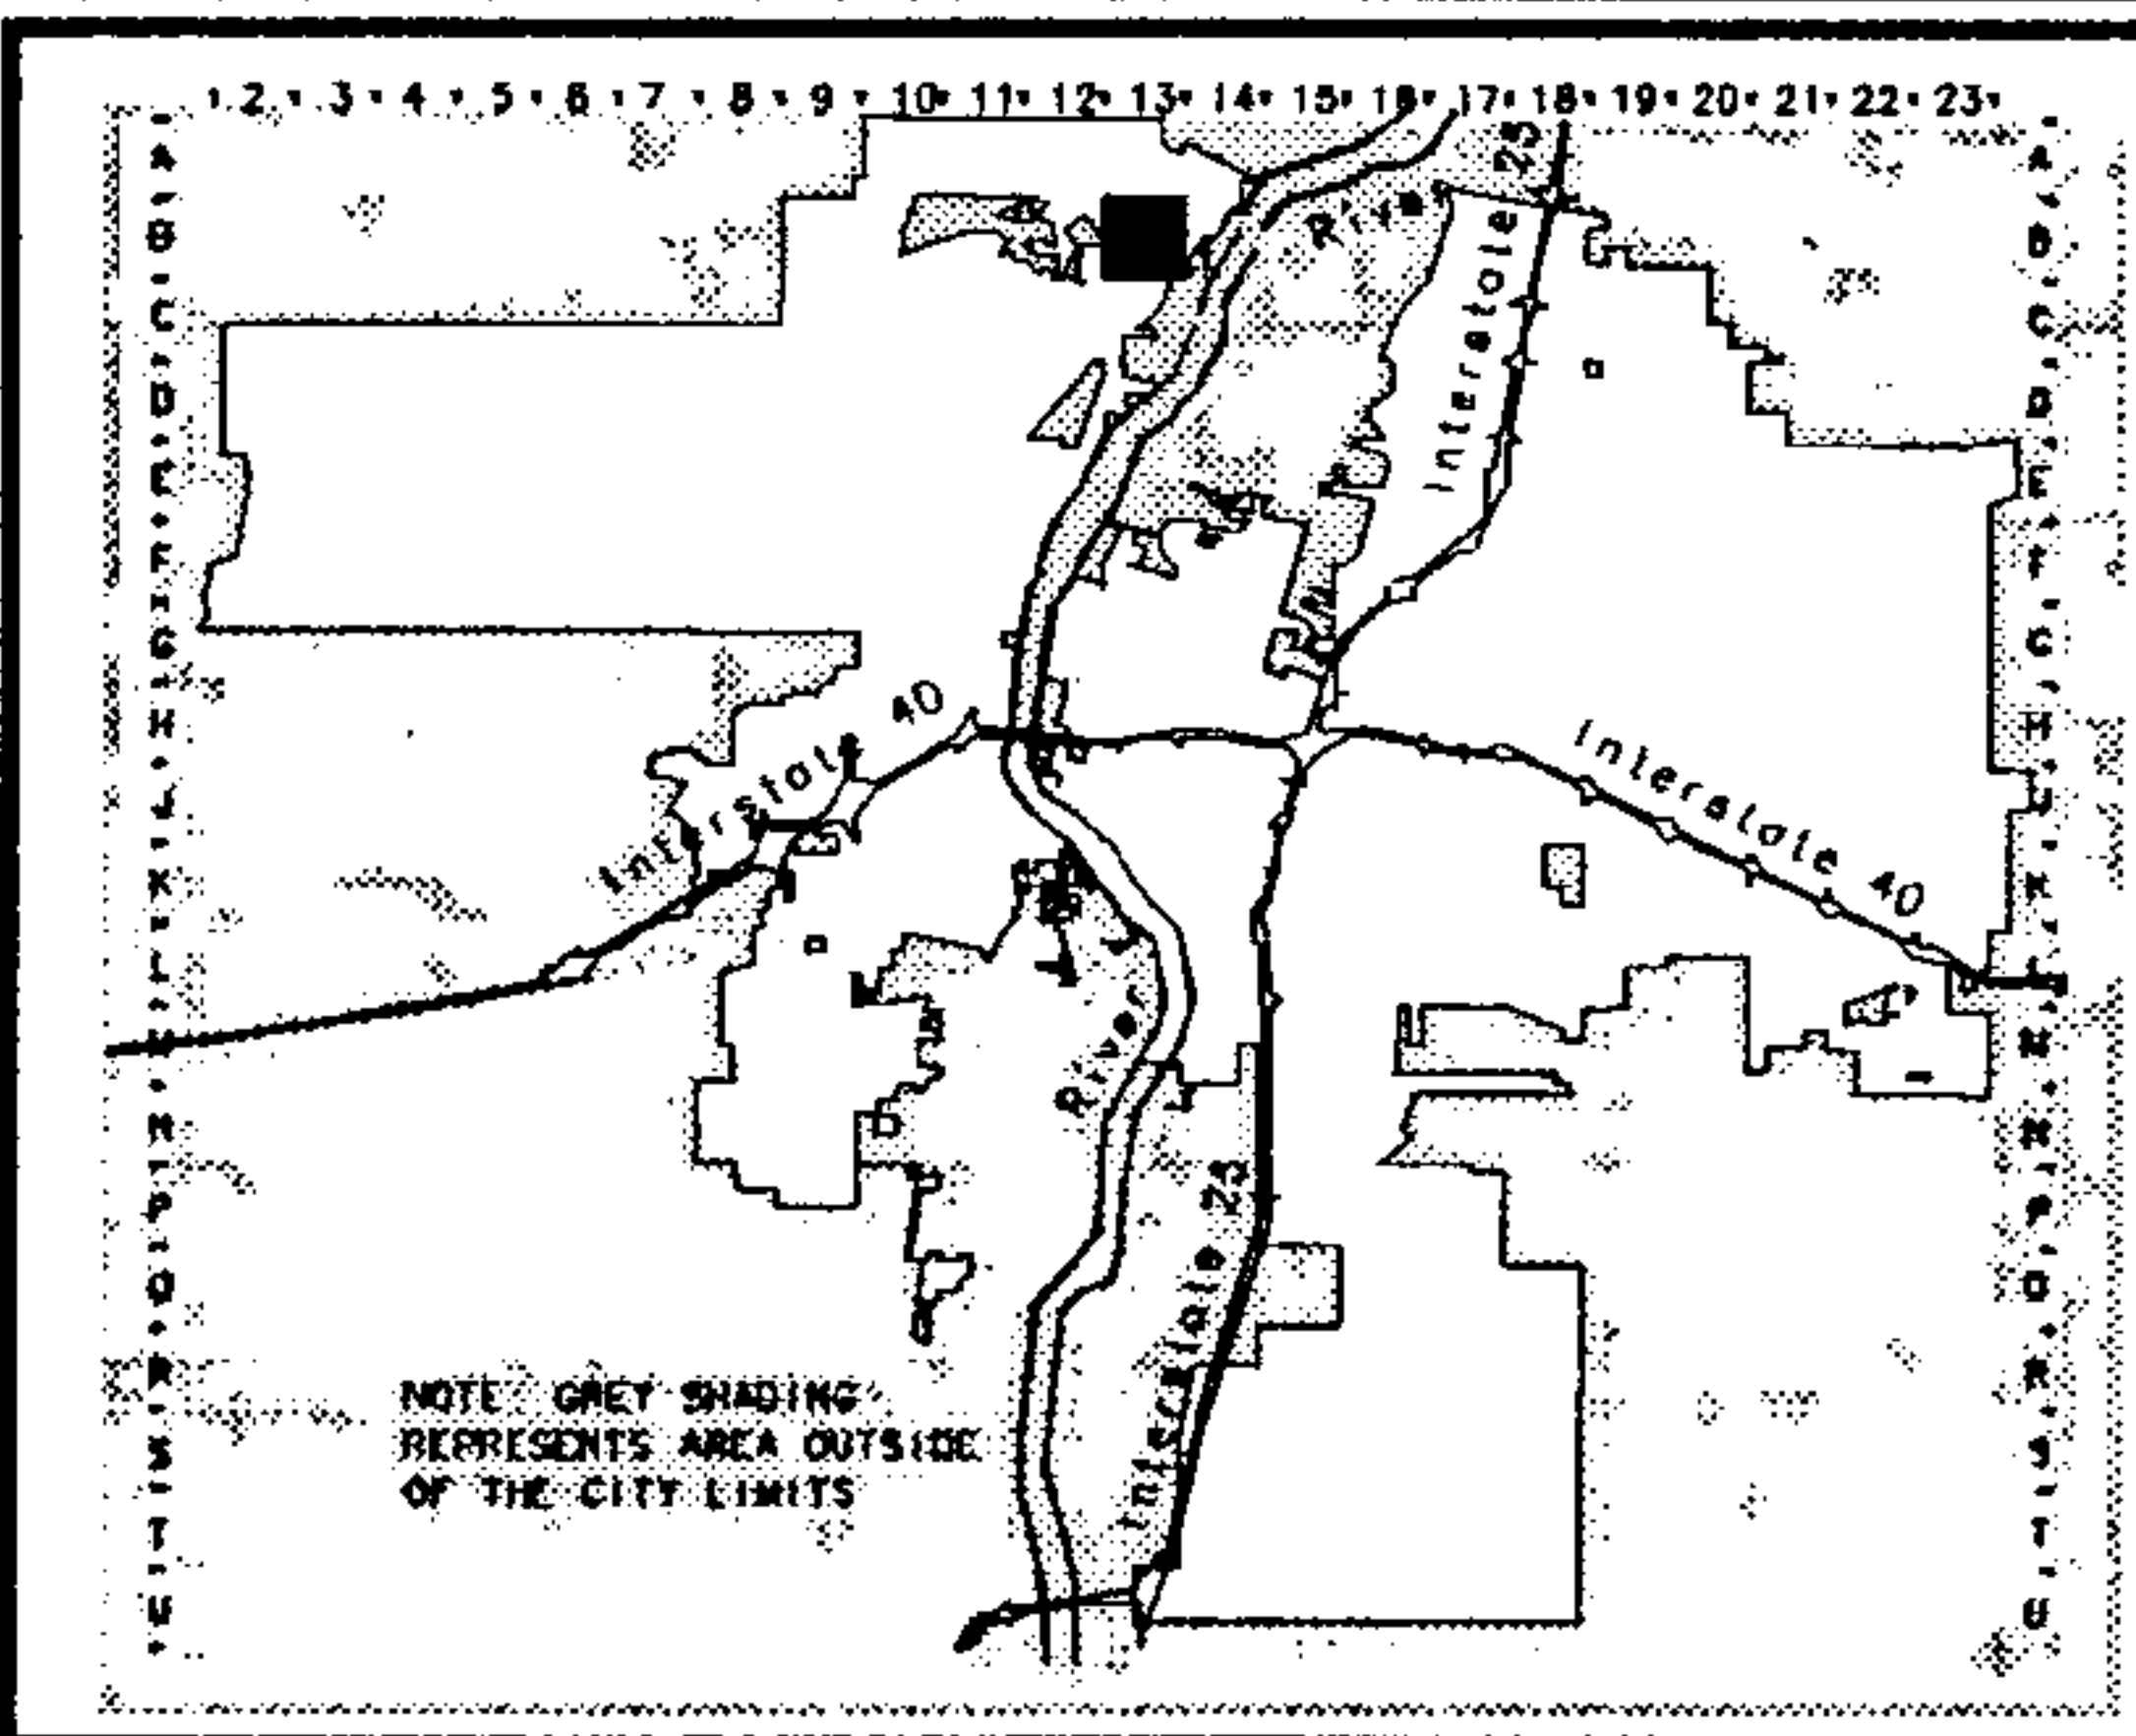 2 3 4 5 6 7 8 9 10 11 12 13 14 15 16 17 18 19 20 21 22 23
A A
B B
C C
D D
E E
F F
G G
H H
J J
K K
L L
M M
N N
P P
Q Q
R R
S S
T T
U U
Rio
Interstate 25
Interstate 40
Interstate 40
River
Interstate 25
NOTE: GREY SHADING
REPRESENTS AREA OUTSIDE
OF THE CITY LIMITS